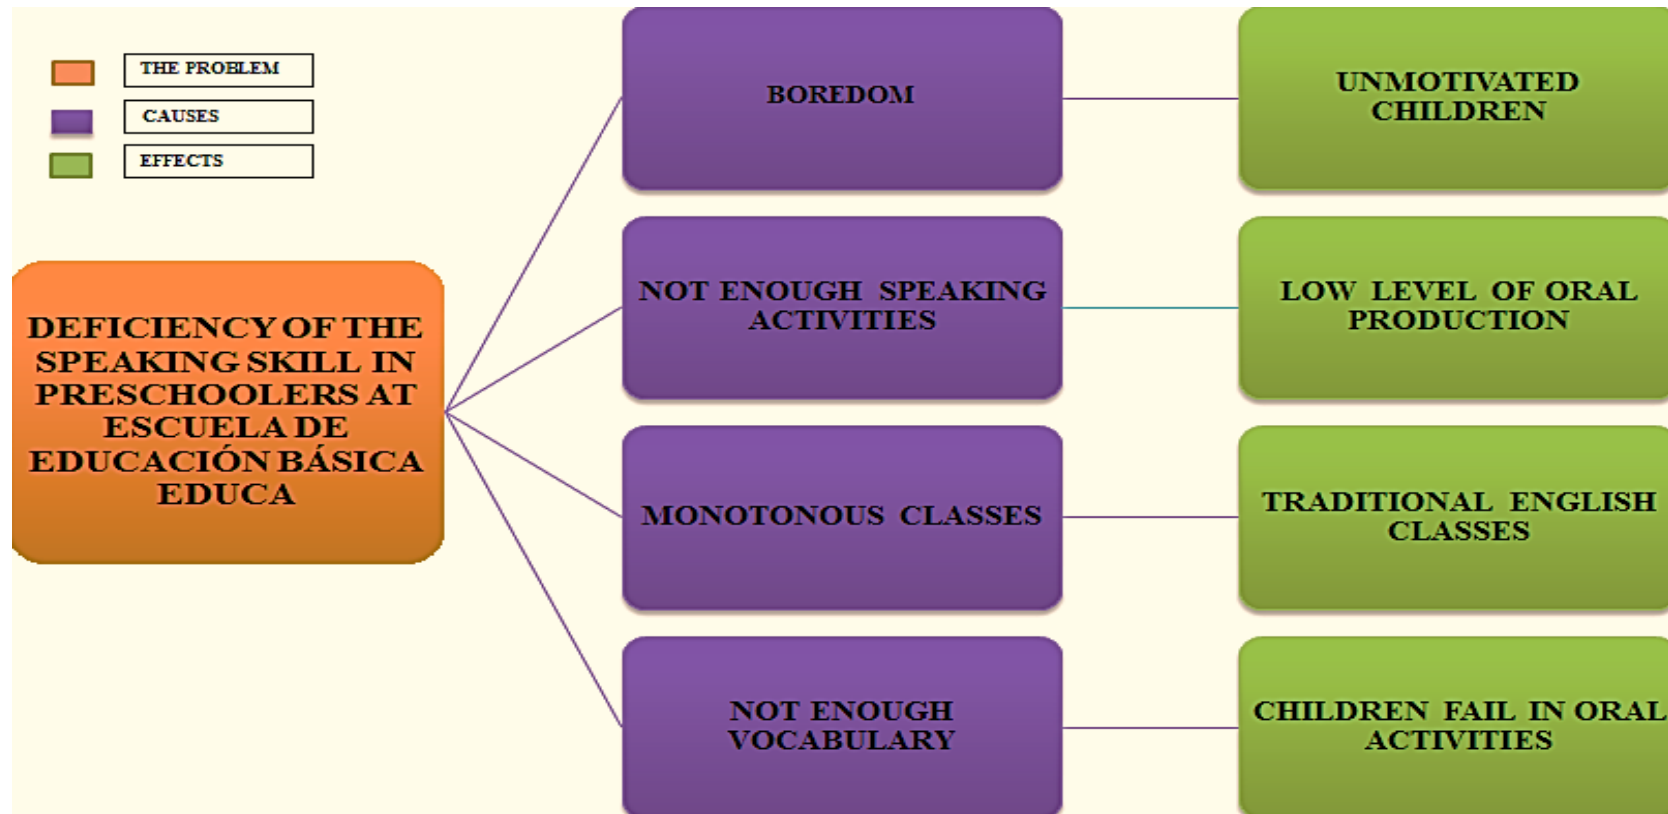 THE PROBLEM
CAUSES
EFFECTS
DEFICIENCY OF THE
SPEAKING SKILL IN
PRESCHOOLERS AT
ESCUELA DE
EDUCACIÓN BÁSICA
EDUCA
BOREDOM
UNMOTIVATED
CHILDREN
NOT ENOUGH SPEAKING
ACTIVITIES
LOW LEVEL OF ORAL
PRODUCTION
MONOTONOUS CLASSES
TRADITIONAL ENGLISH
CLASSES
NOT ENOUGH
VOCABULARY
CHILDREN FAIL IN ORAL
ACTIVITIES